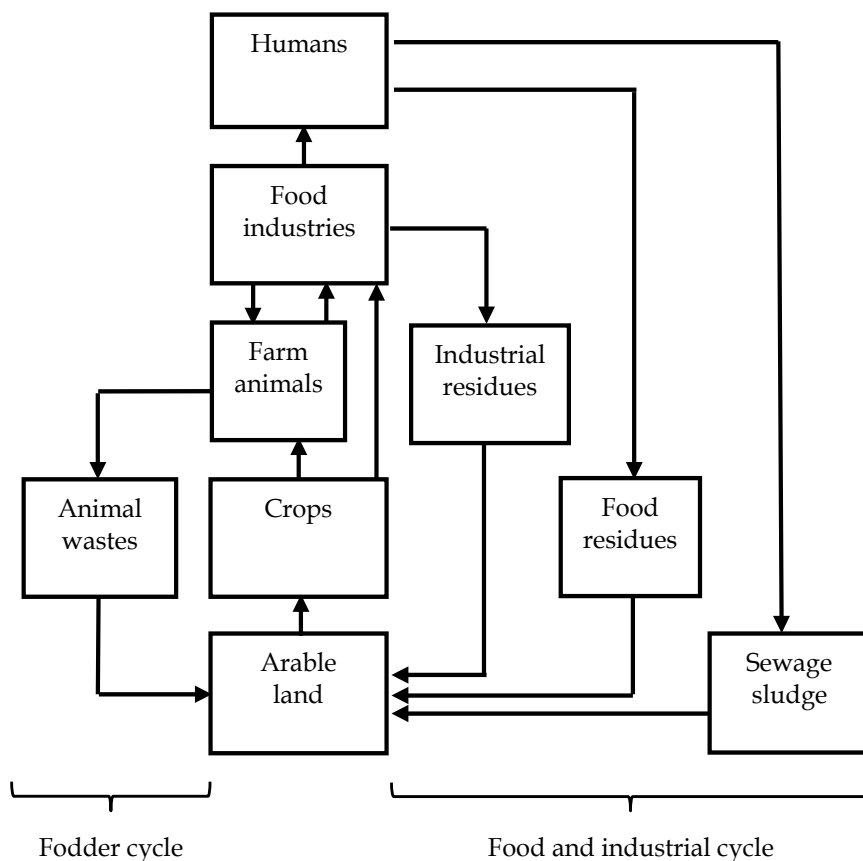 Humans
Food
industries
Farm
animals
Industrial
residues
Animal
wastes
Crops
Food
residues
Arable
land
Sewage
sludge
Fodder cycle
Food and industrial cycle